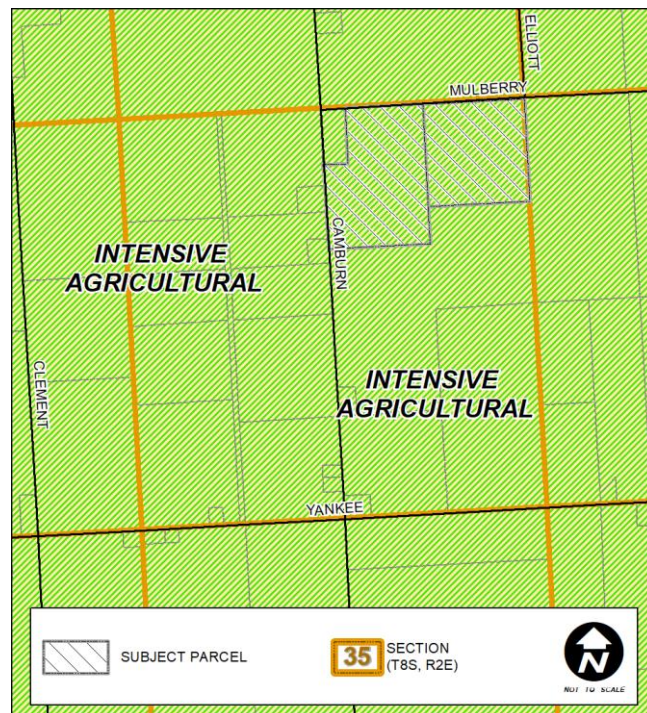 ELLIOTT
MULBERRY
INTENSIVE
AGRICULTURAL
CAMBURN
CLEMENT
INTENSIVE
AGRICULTURAL
YANKEE
SUBJECT PARCEL
35
SECTION
(T8S, R2E)
N
NOT TO SCALE